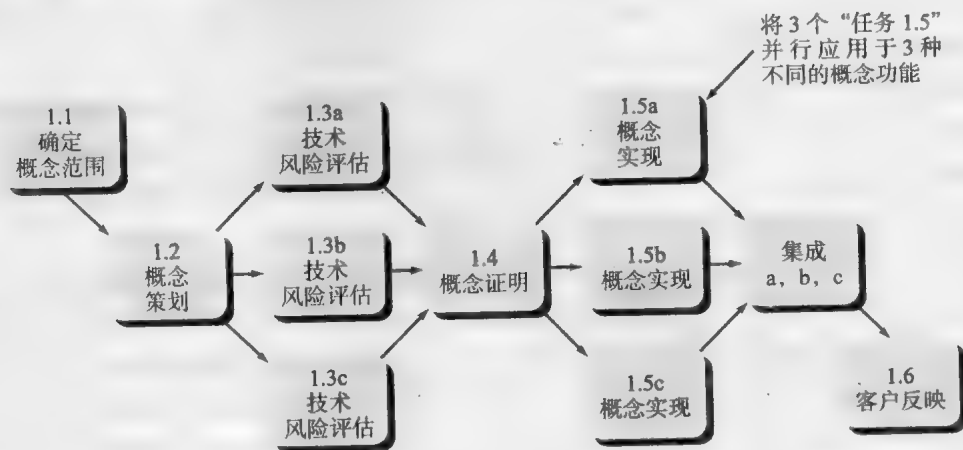 将 3 个 “任务 1.5”
并行应用于 3 种
不同的概念功能
1.1
确定
概念范围
1.3a
技术
风险评估
1.5a
概念
实现
1.2
概念
策划
1.3b
技术
风险评估
1.4
概念证明
1.5b
概念实现
集成
a, b, c
1.3c
技术
风险评估
1.5c
概念实现
1.6
客户反映